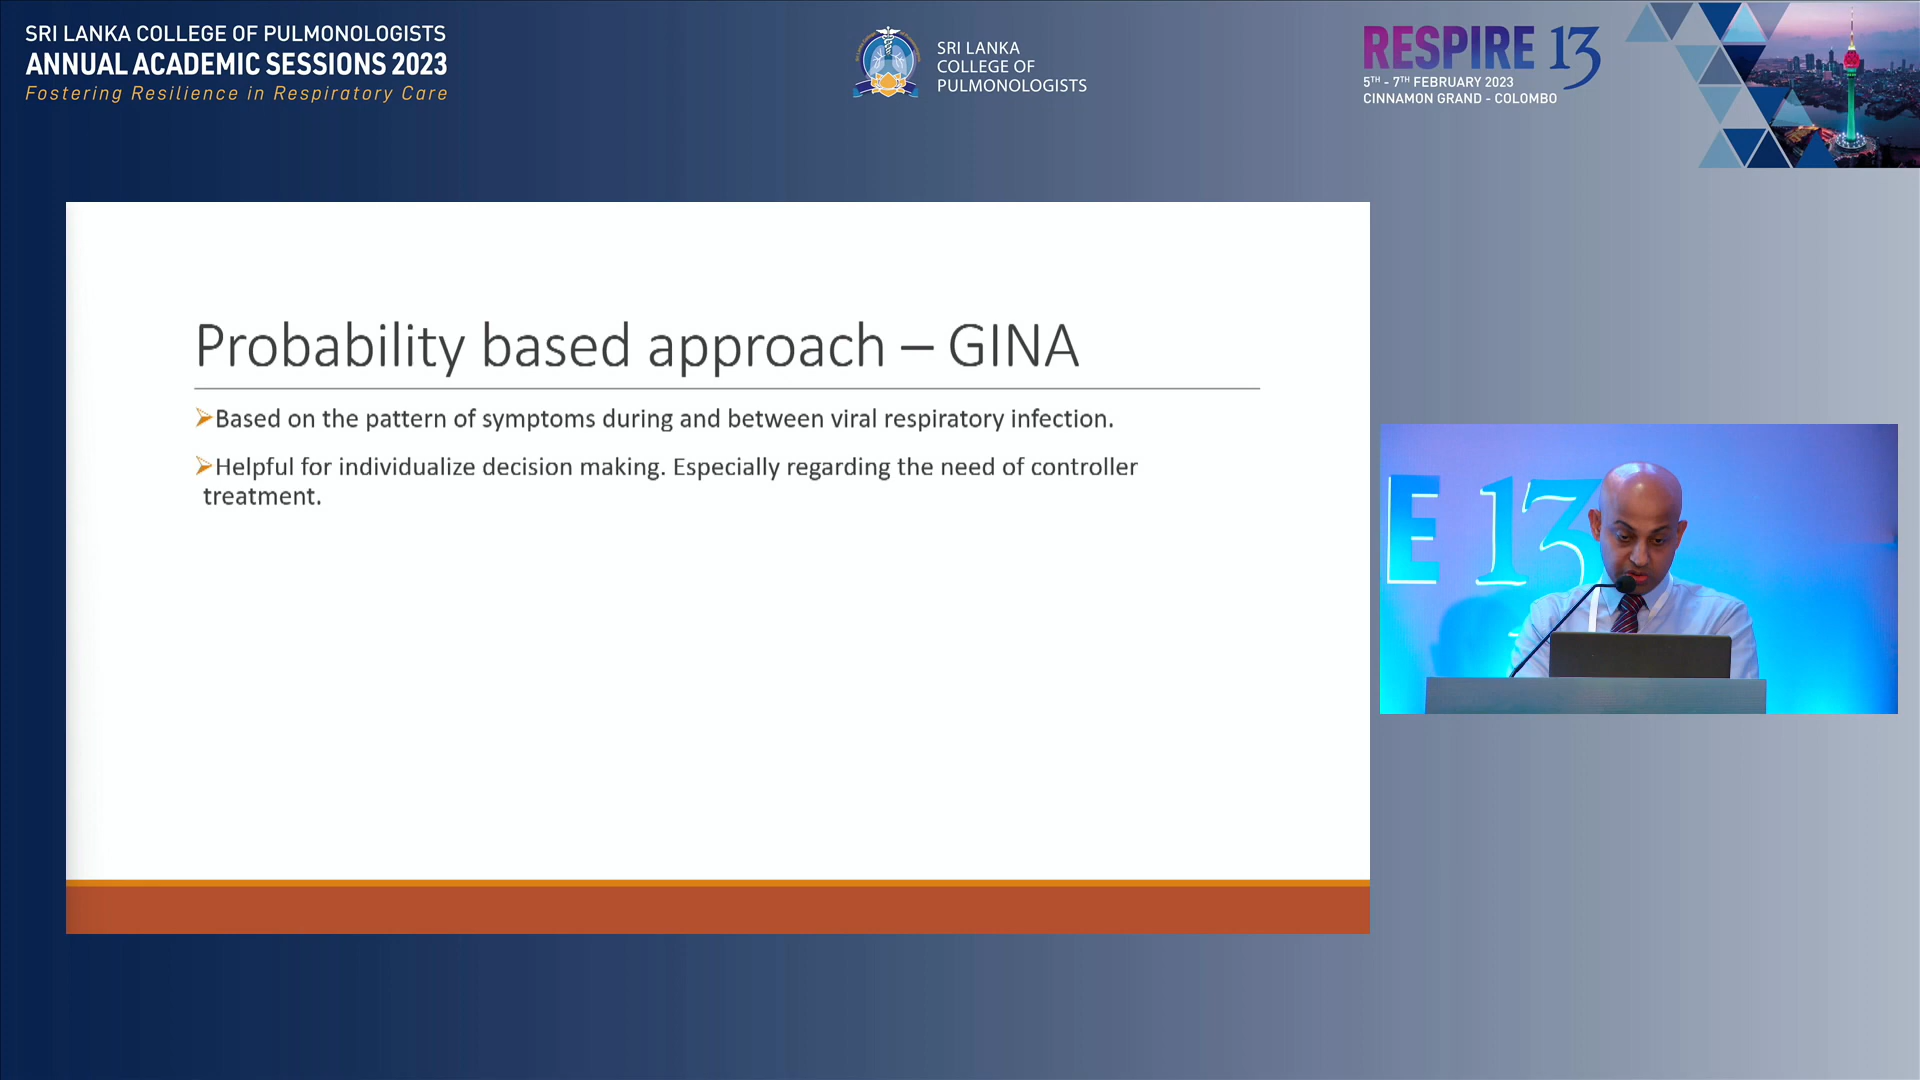 SRI LANKA COLLEGE OF PULMONOLOGISTS
ANNUAL ACADEMIC SESSIONS 2023
Fostering Resilience in Respiratory Care
SRI LANKA
COLLEGE OF
PULMONOLOGISTS
RESPIRE 13
5TH - 7TH FEBRUARY 2023
CINNAMON GRAND - COLOMBO
Probability based approach – GINA
Based on the pattern of symptoms during and between viral respiratory infection.
Helpful for individualize decision making. Especially regarding the need of controller
treatment.
E 13